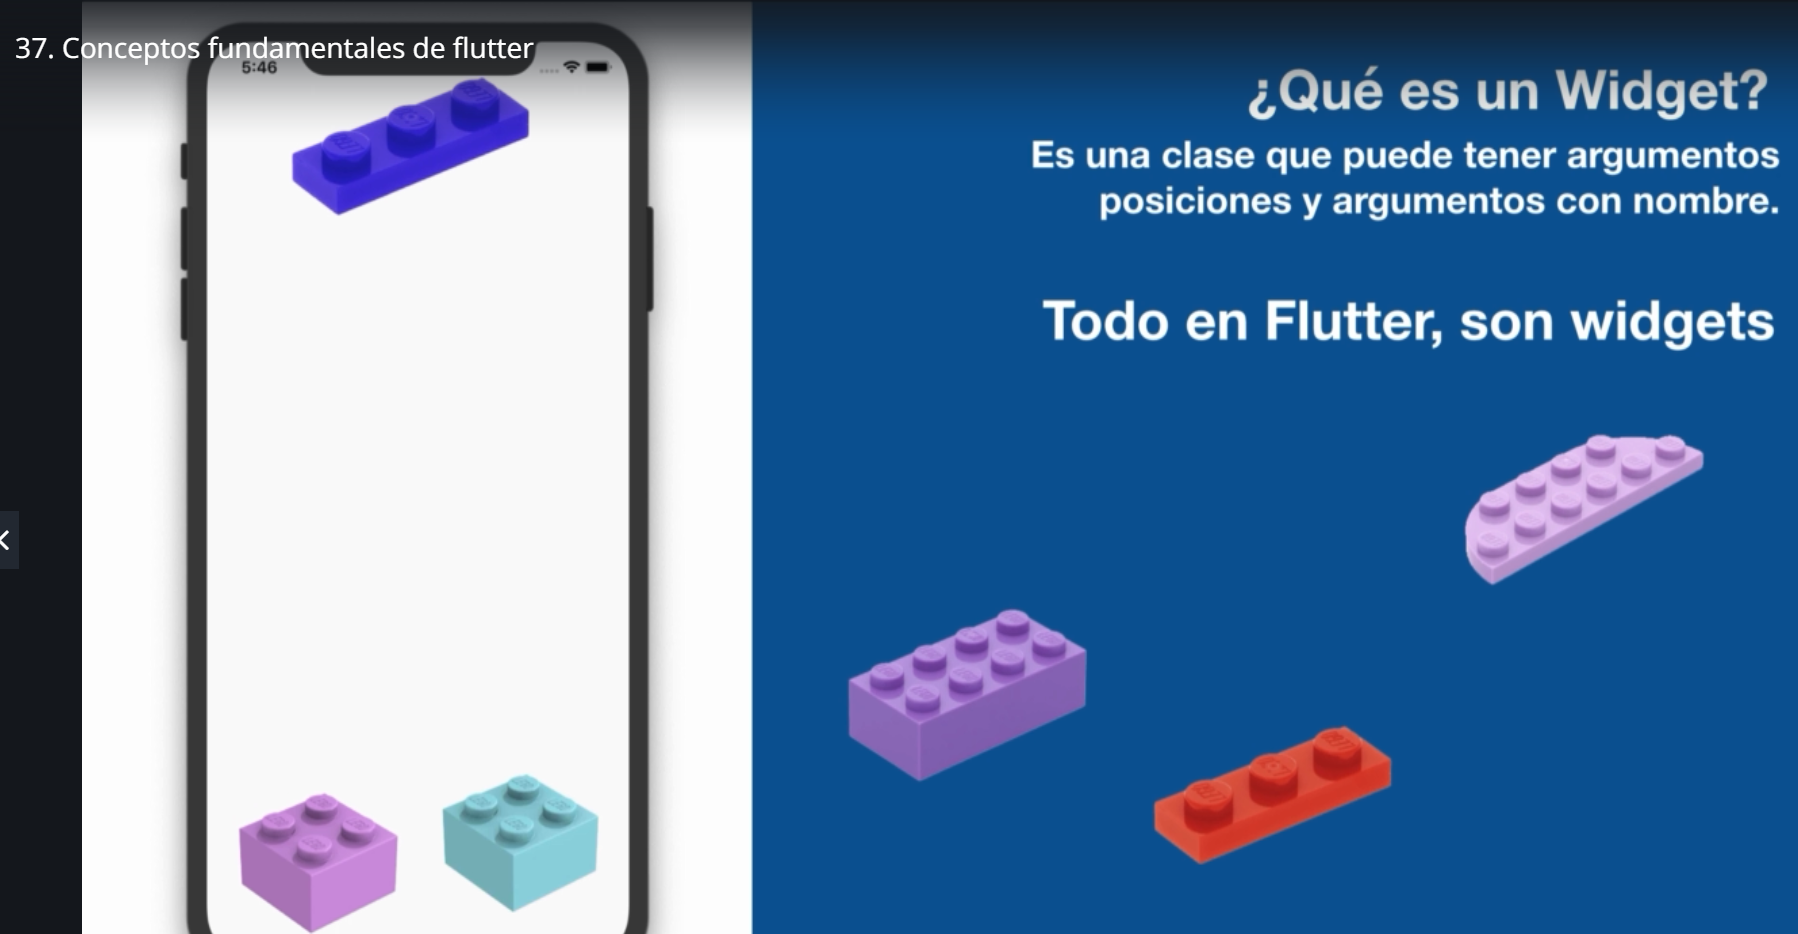 37. Conceptos fundamentales de flutter
5:46
¿Qué es un Widget?
Es una clase que puede tener argumentos
posiciones y argumentos con nombre.
Todo en Flutter, son widgets